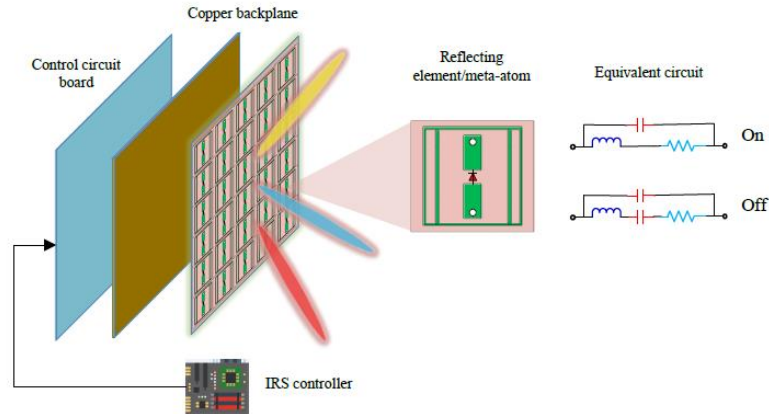 Copper backplane
Control circuit
board
Reflecting
element/meta-atom
Equivalent circuit
On
Off
IRS controller